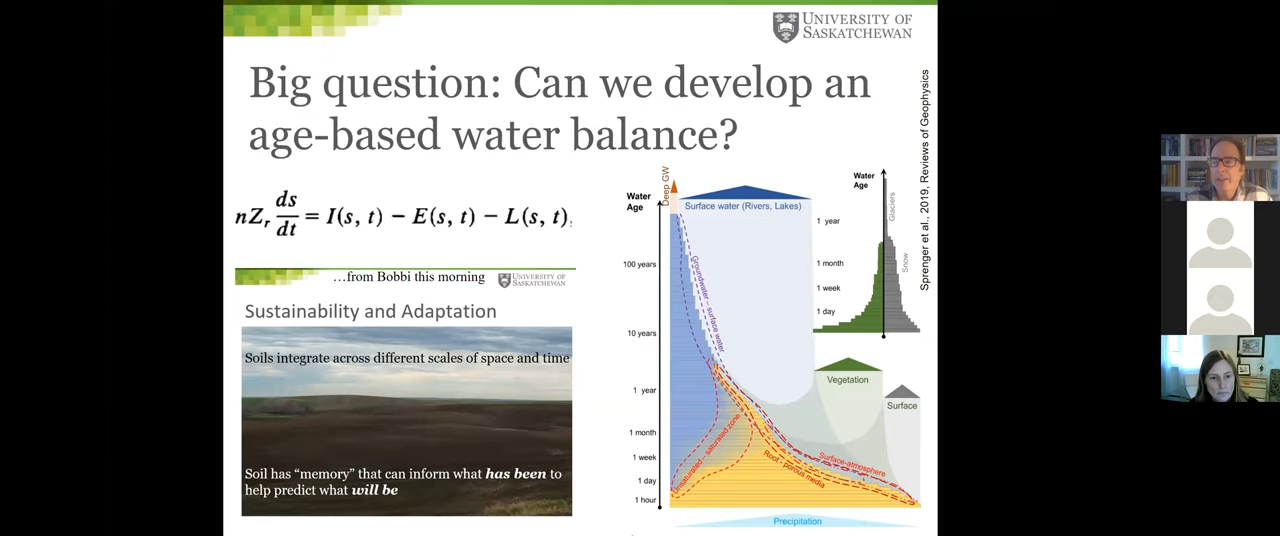 UNIVERSITY OF
SASKATCHEWAN
Big question: Can we develop an
age-based water balance?
nZr ds/dt = I(s, t) − E(s, t) − L(s, t),
...from Bobbi this morning
UNIVERSITY OF
SASKATCHEWAN
Sustainability and Adaptation
Soils integrate across different scales of space and time
Soil has “memory” that can inform what has been to
help predict what will be
Water
Age
Deep GW
Surface water (Rivers, Lakes)
100 years
10 years
1 year
1 month
1 week
1 day
1 hour
Groundwater - surface water
Unsaturated - saturated zone
Root - porous media
Surface-atmosphere
Precipitation
Water
Age
1 year
1 month
1 week
1 day
Glaciers
Snow
Vegetation
Surface
Sprenger et al., 2019, Reviews of Geophysics